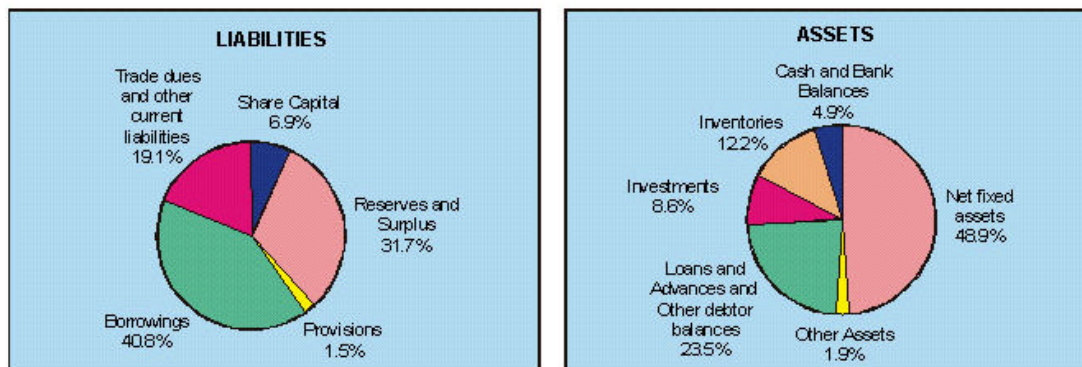 LIABILITIES
Trade dues
and other
current
liabilities
19.1%
Share Capital
6.9%
Reserves and
Surplus
31.7%
Provisions
1.5%
Borrowings
40.8%
ASSETS
Cash and Bank
Balances
4.9%
Inventories
12.2%
Investments
8.6%
Net fixed
assets
48.9%
Loans and
Advances and
Other debtor
balances
23.5%
Other Assets
1.9%